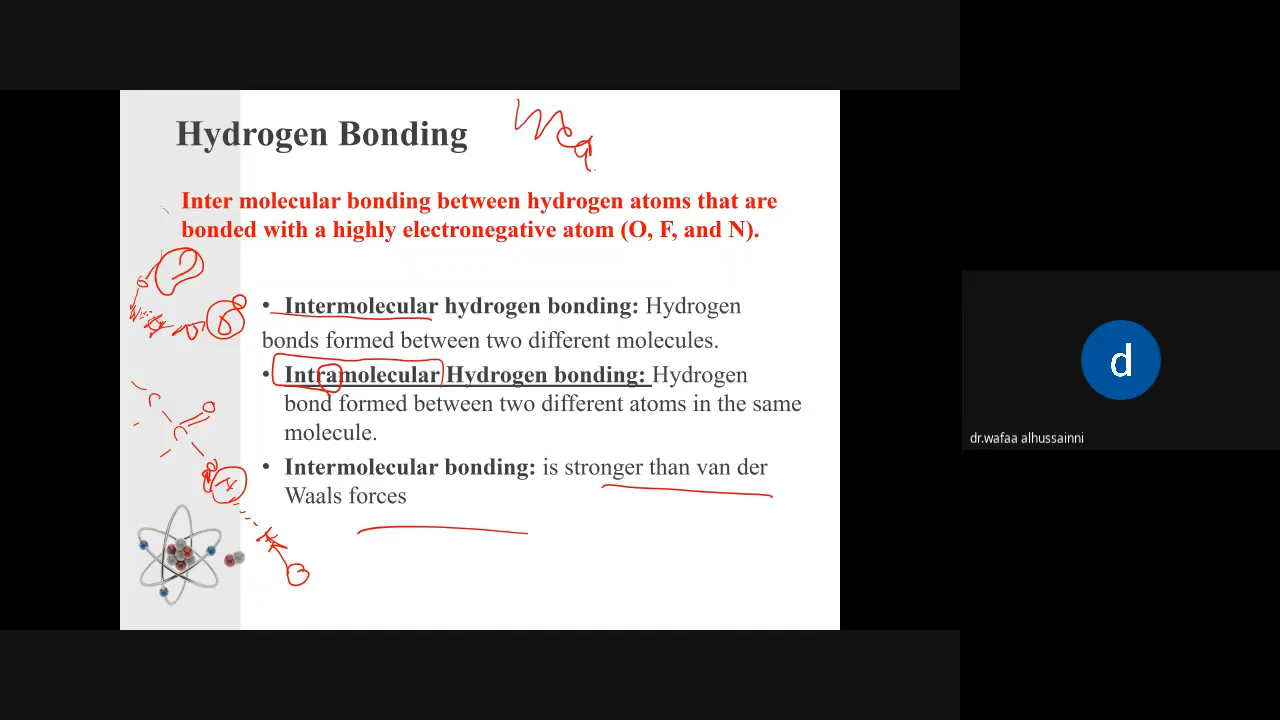 Hydrogen Bonding
Inter molecular bonding between hydrogen atoms that are
bonded with a highly electronegative atom (O, F, and N).
• Intermolecular hydrogen bonding: Hydrogen
bonds formed between two different molecules.
• Intramolecular Hydrogen bonding: Hydrogen
bond formed between two different atoms in the same
molecule.
• Intermolecular bonding: is stronger than van der
Waals forces
d
dr.wafaa alhussainni